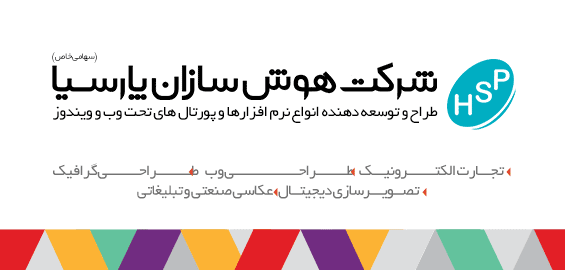 (سهامی‌خاص)
شرکت هوش سازان پارسیا
HSP
طراح و توسعه دهنده انواع نرم افزارها و پورتال های تحت وب و ویندوز
تجارت الکترونیک طراحی وب طراحی گرافیک
تصویرسازی دیجیتال عکاسی صنعتی و تبلیغاتی